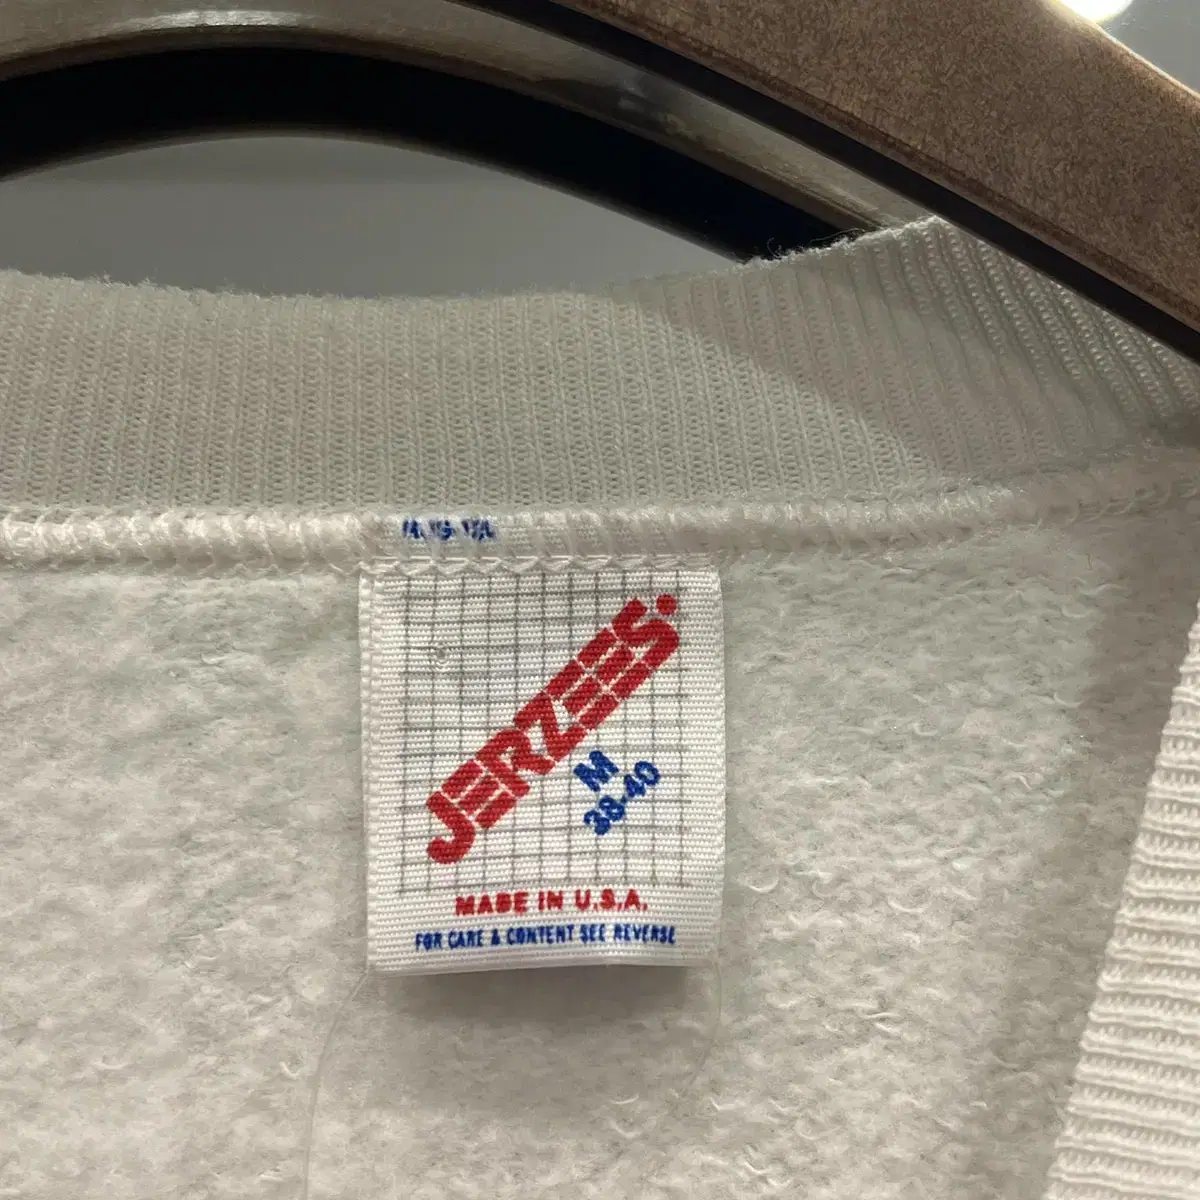 JERZEES.
M
38-40
MADE IN U.S.A.
FOR CARE & CONTENT SEE REVERSE